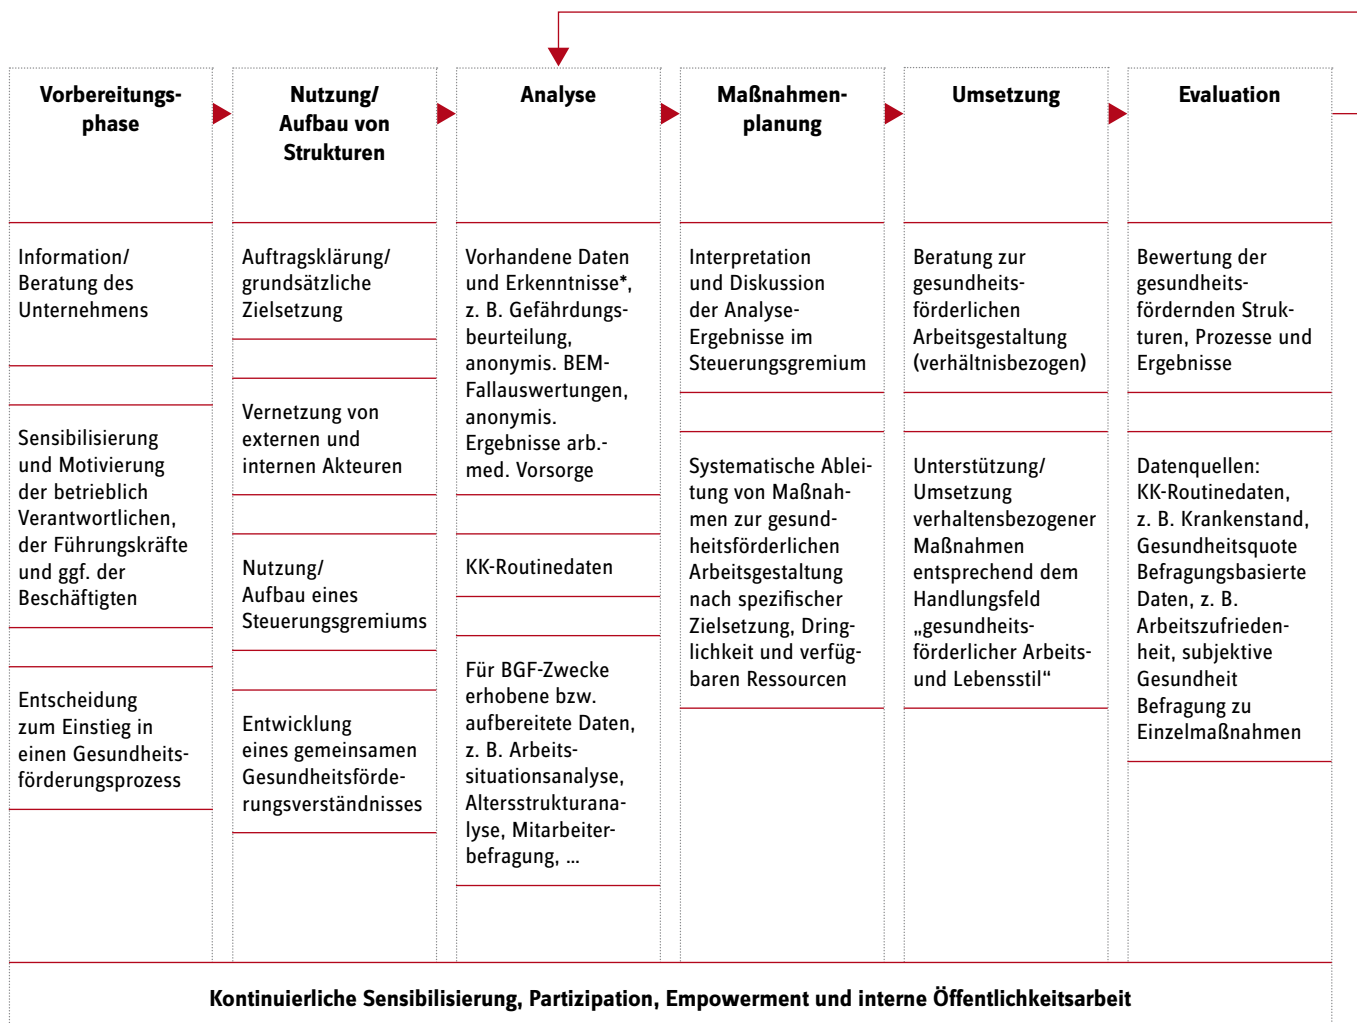 Vorbereitungs-
phase
Information/
Beratung des
Unternehmens
Sensibilisierung
und Motivierung
der betrieblich
Verantwortlichen,
der Führungskräfte
und ggf. der
Beschäftigten
Entscheidung
zum Einstieg in
einen Gesundheits-
förderungsprozess
Nutzung/
Aufbau von
Strukturen
Auftragsklärung/
grundsätzliche
Zielsetzung
Vernetzung von
externen und
internen Akteuren
Nutzung/
Aufbau eines
Steuerungsgremiums
Entwicklung
eines gemeinsamen
Gesundheitsförde-
rungsverständnisses
Analyse
Vorhandene Daten
und Erkenntnisse*,
z. B. Gefährdungs-
beurteilung,
anonymis. BEM-
Fallauswertungen,
anonymis.
Ergebnisse arb.-
med. Vorsorge
KK-Routinedaten
Für BGF-Zwecke
erhobene bzw.
aufbereitete Daten,
z. B. Arbeits-
situationsanalyse,
Altersstrukturana-
lyse, Mitarbeiter-
befragung, ...
Maßnahmen-
planung
Interpretation
und Diskussion
der Analyse-
Ergebnisse im
Steuerungsgremium
Systematische Ablei-
tung von Maßnah-
men zur gesund-
heitsförderlichen
Arbeitsgestaltung
nach spezifischer
Zielsetzung, Dring-
lichkeit und verfüg-
baren Ressourcen
Umsetzung
Beratung zur
gesundheits-
förderlichen
Arbeitsgestaltung
(verhältnisbezogen)
Unterstützung/
Umsetzung
verhaltensbezogener
Maßnahmen
entsprechend dem
Handlungsfeld
„gesundheits-
förderlicher Arbeits-
und Lebensstil“
Evaluation
Bewertung der
gesundheits-
fördernden Struk-
turen, Prozesse und
Ergebnisse
Datenquellen:
KK-Routinedaten,
z. B. Krankenstand,
Gesundheitsquote
Befragungsbasierte
Daten, z. B.
Arbeitszufrieden-
heit, subjektive
Gesundheit
Befragung zu
Einzelmaßnahmen
Kontinuierliche Sensibilisierung, Partizipation, Empowerment und interne Öffentlichkeitsarbeit